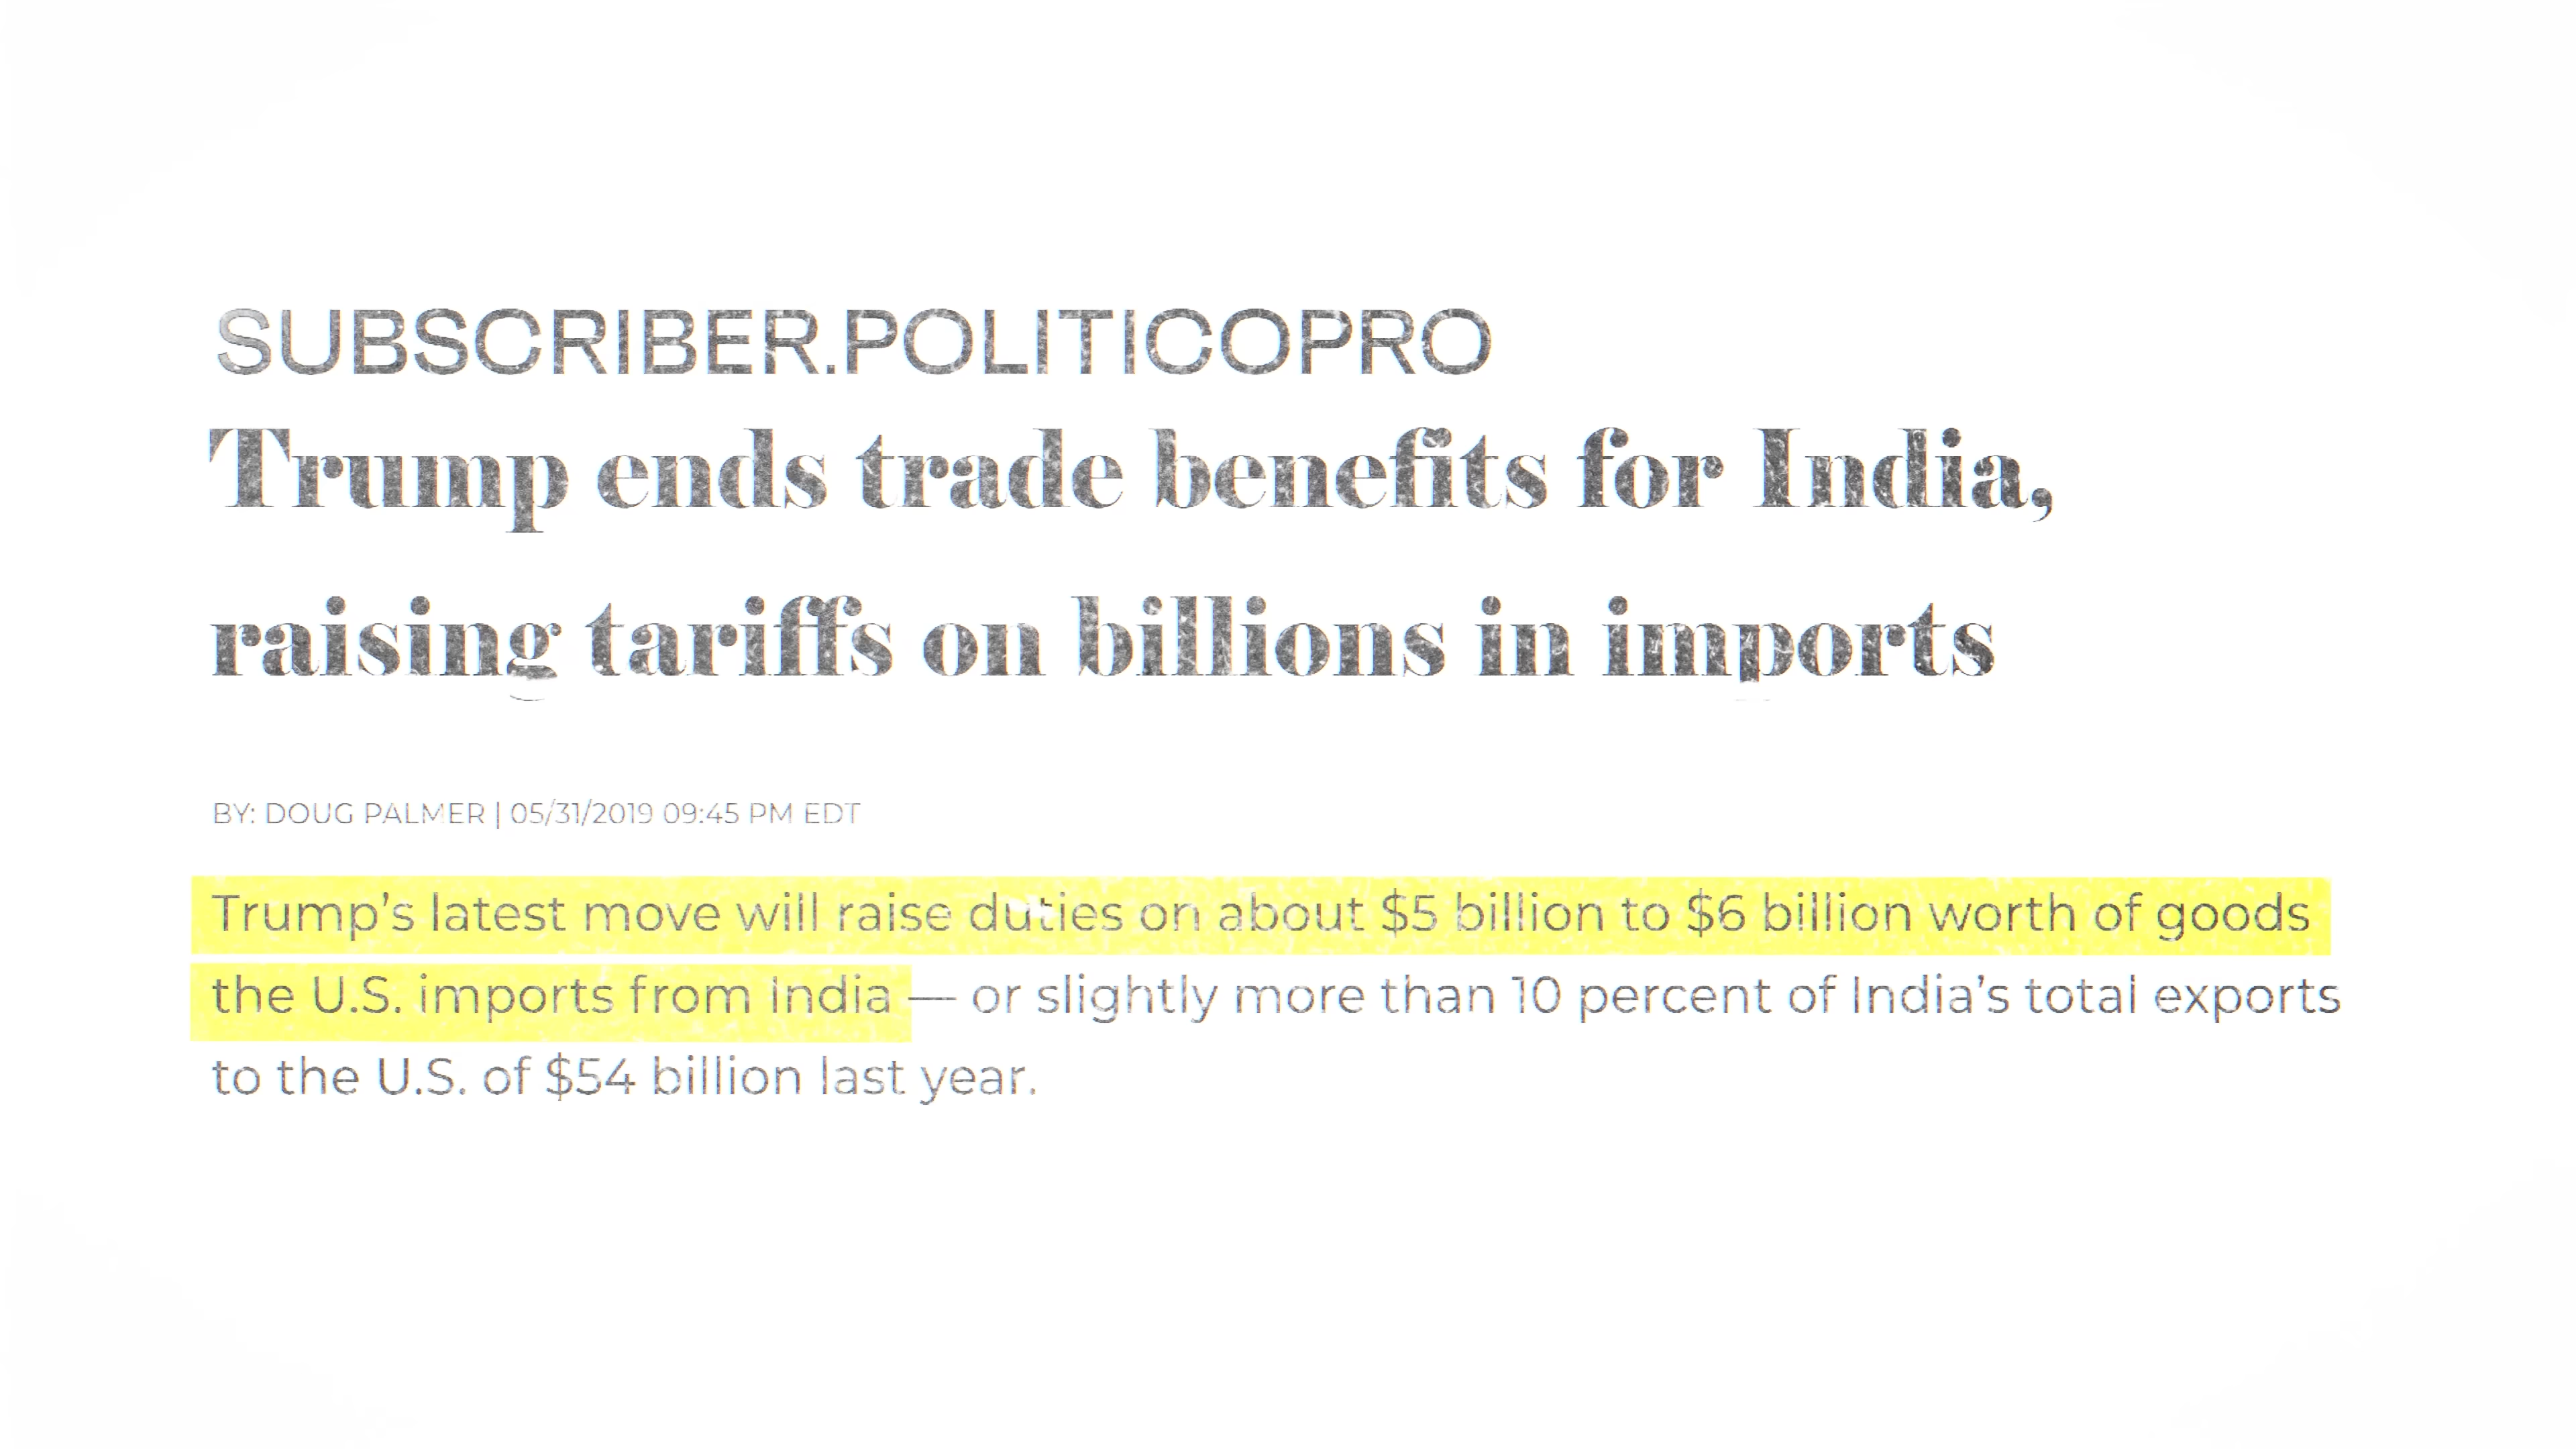 SUBSCRIBER.POLITICOPRO
Trump ends trade benefits for India,
raising tariffs on billions in imports
BY: DOUG PALMER | 05/31/2019 09:45 PM EDT
Trump’s latest move will raise duties on about $5 billion to $6 billion worth of goods
the U.S. imports from India — or slightly more than 10 percent of India’s total exports
to the U.S. of $54 billion last year.